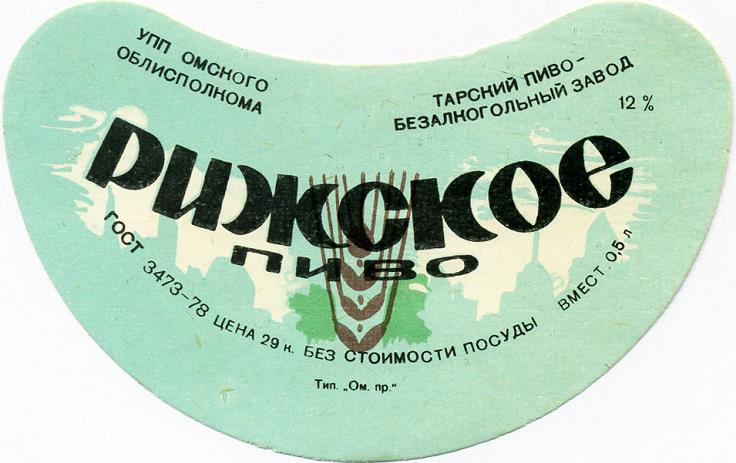 УПП ОМСКОГО
ОБЛИСПОЛКОМА
ТАРСКИЙ ПИВО-
БЕЗАЛКОГОЛЬНЫЙ ЗАВОД
12 %
РИЖСКОЕ
ПИВО
ГОСТ 3473-78 ЦЕНА 29 к. БЕЗ СТОИМОСТИ ПОСУДЫ ВМЕСТ. 0,5 л
Тип. „Ом. пр.“